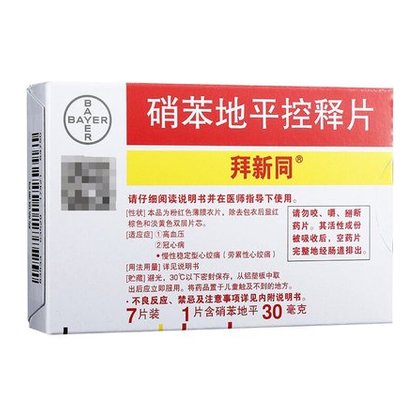 BAYER
BAYER
硝苯地平控释片
拜新同®
请仔细阅读说明书并在医师指导下使用。
[性状] 本品为粉红色薄膜衣片，除去包衣后显红
棕色和淡黄色双层片芯。
[适应症] ①高血压
②冠心病
•慢性稳定型心绞痛（劳累性心绞痛）
[用法用量] 详见说明书
[贮藏] 避光，30℃以下密封保存，从铝塑板中取
出后应立即服用。将药品置于儿童触及不到的地方。
•不良反应、禁忌及注意事项详见内附说明书。
请勿咬、嚼、掰断
药片。其活性成份
被吸收后，空药片
完整地经肠道排出。
7片装 1片含硝苯地平30毫克